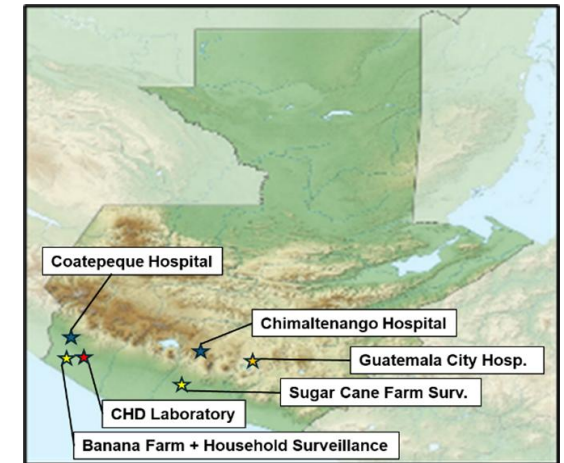 Coatepeque Hospital
Chimaltenango Hospital
Guatemala City Hosp.
Sugar Cane Farm Surv.
CHD Laboratory
Banana Farm + Household Surveillance